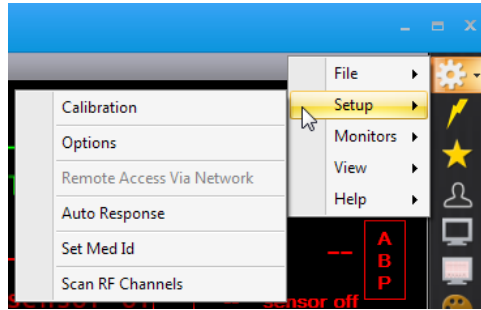 File
Setup
Monitors
View
Help
Calibration
Options
Remote Access Via Network
Auto Response
Set Med Id
Scan RF Channels
--
A
B
P
sensor off